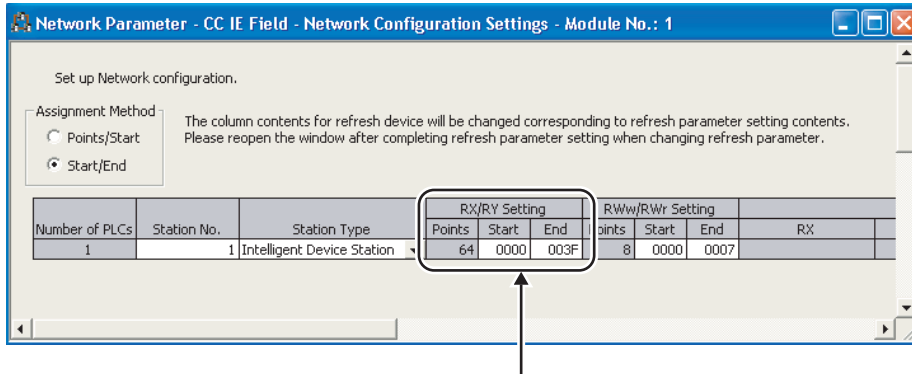 Network Parameter - CC IE Field - Network Configuration Settings - Module No.: 1
Set up Network configuration.
Assignment Method
Points/Start
Start/End
The column contents for refresh device will be changed corresponding to refresh parameter setting contents.
Please reopen the window after completing refresh parameter setting when changing refresh parameter.
RX/RY Setting RWw/RWr Setting
Number of PLCs Station No. Station Type Points Start End oints Start End RX
1 1 Intelligent Device Station 64 0000 003F 8 0000 0007